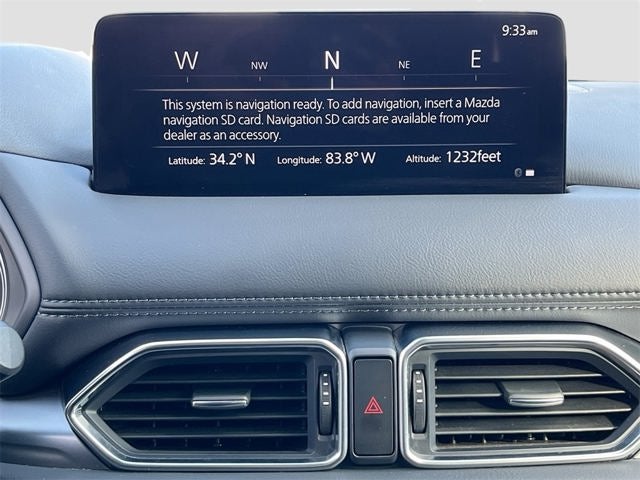 9:33am
W NW N NE E
This system is navigation ready. To add navigation, insert a Mazda
navigation SD card. Navigation SD cards are available from your
dealer as an accessory.
Latitude: 34.2° N Longitude: 83.8° W Altitude: 1232feet